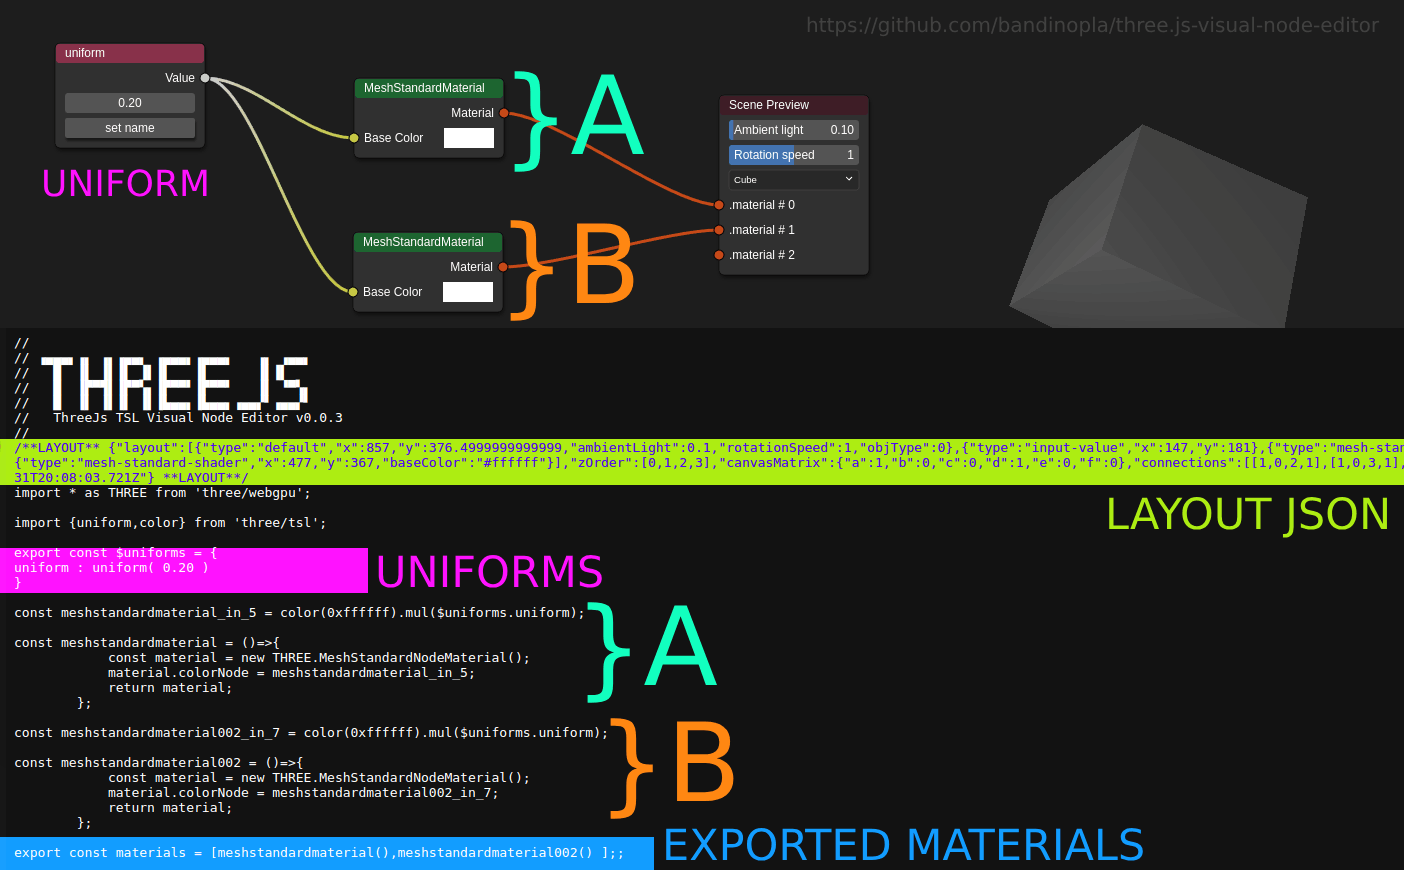 https://github.com/bandinopla/three.js-visual-node-editor
uniform
Value
0.20
set name
UNIFORM
MeshStandardMaterial
Material
Base Color
} A
MeshStandardMaterial
Material
Base Color
} B
Scene Preview
Ambient light 0.10
Rotation speed 1
Cube
.material # 0
.material # 1
.material # 2
//
// THREEJS
//
//
//
// ThreeJs TSL Visual Node Editor v0.0.3
//
/**LAYOUT** {"layout":[{"type":"default","x":857,"y":376.4999999999999,"ambientLight":0.1,"rotationSpeed":1,"objType":0},{"type":"input-value","x":147,"y":181},{"type":"mesh-stan
{"type":"mesh-standard-shader","x":477,"y":367,"baseColor":"#ffffff"}],"zOrder":[0,1,2,3],"canvasMatrix":{"a":1,"b":0,"c":0,"d":1,"e":0,"f":0},"connections":[[1,0,2,1],[1,0,3,1],
31T20:08:03.721Z"} **LAYOUT**/
import * as THREE from 'three/webgpu';
LAYOUT JSON
import {uniform,color} from 'three/tsl';
export const $uniforms = {
uniform : uniform( 0.20 )
}
UNIFORMS
const meshstandardmaterial_in_5 = color(0xffffff).mul($uniforms.uniform);
const meshstandardmaterial = ()=>{
const material = new THREE.MeshStandardNodeMaterial();
material.colorNode = meshstandardmaterial_in_5;
return material;
};
} A
const meshstandardmaterial002_in_7 = color(0xffffff).mul($uniforms.uniform);
const meshstandardmaterial002 = ()=>{
const material = new THREE.MeshStandardNodeMaterial();
material.colorNode = meshstandardmaterial002_in_7;
return material;
};
} B
export const materials = [meshstandardmaterial(),meshstandardmaterial002() ];;
EXPORTED MATERIALS